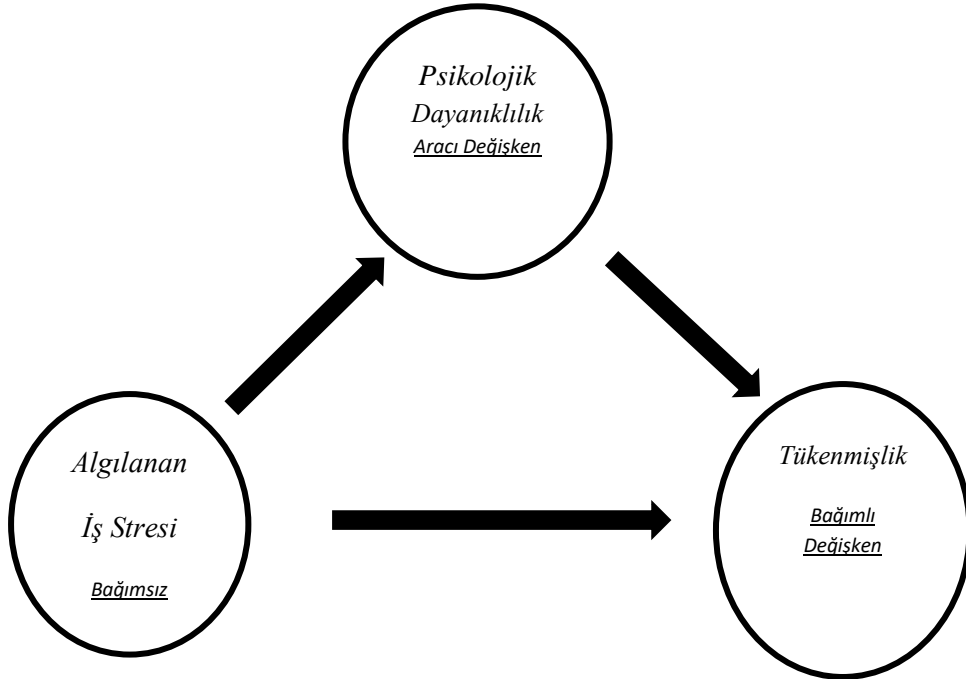 Psikolojik
Dayanıklılık
Aracı Değişken
Algılanan
İş Stresi
Bağımsız
Tükenmişlik
Bağımlı
Değişken